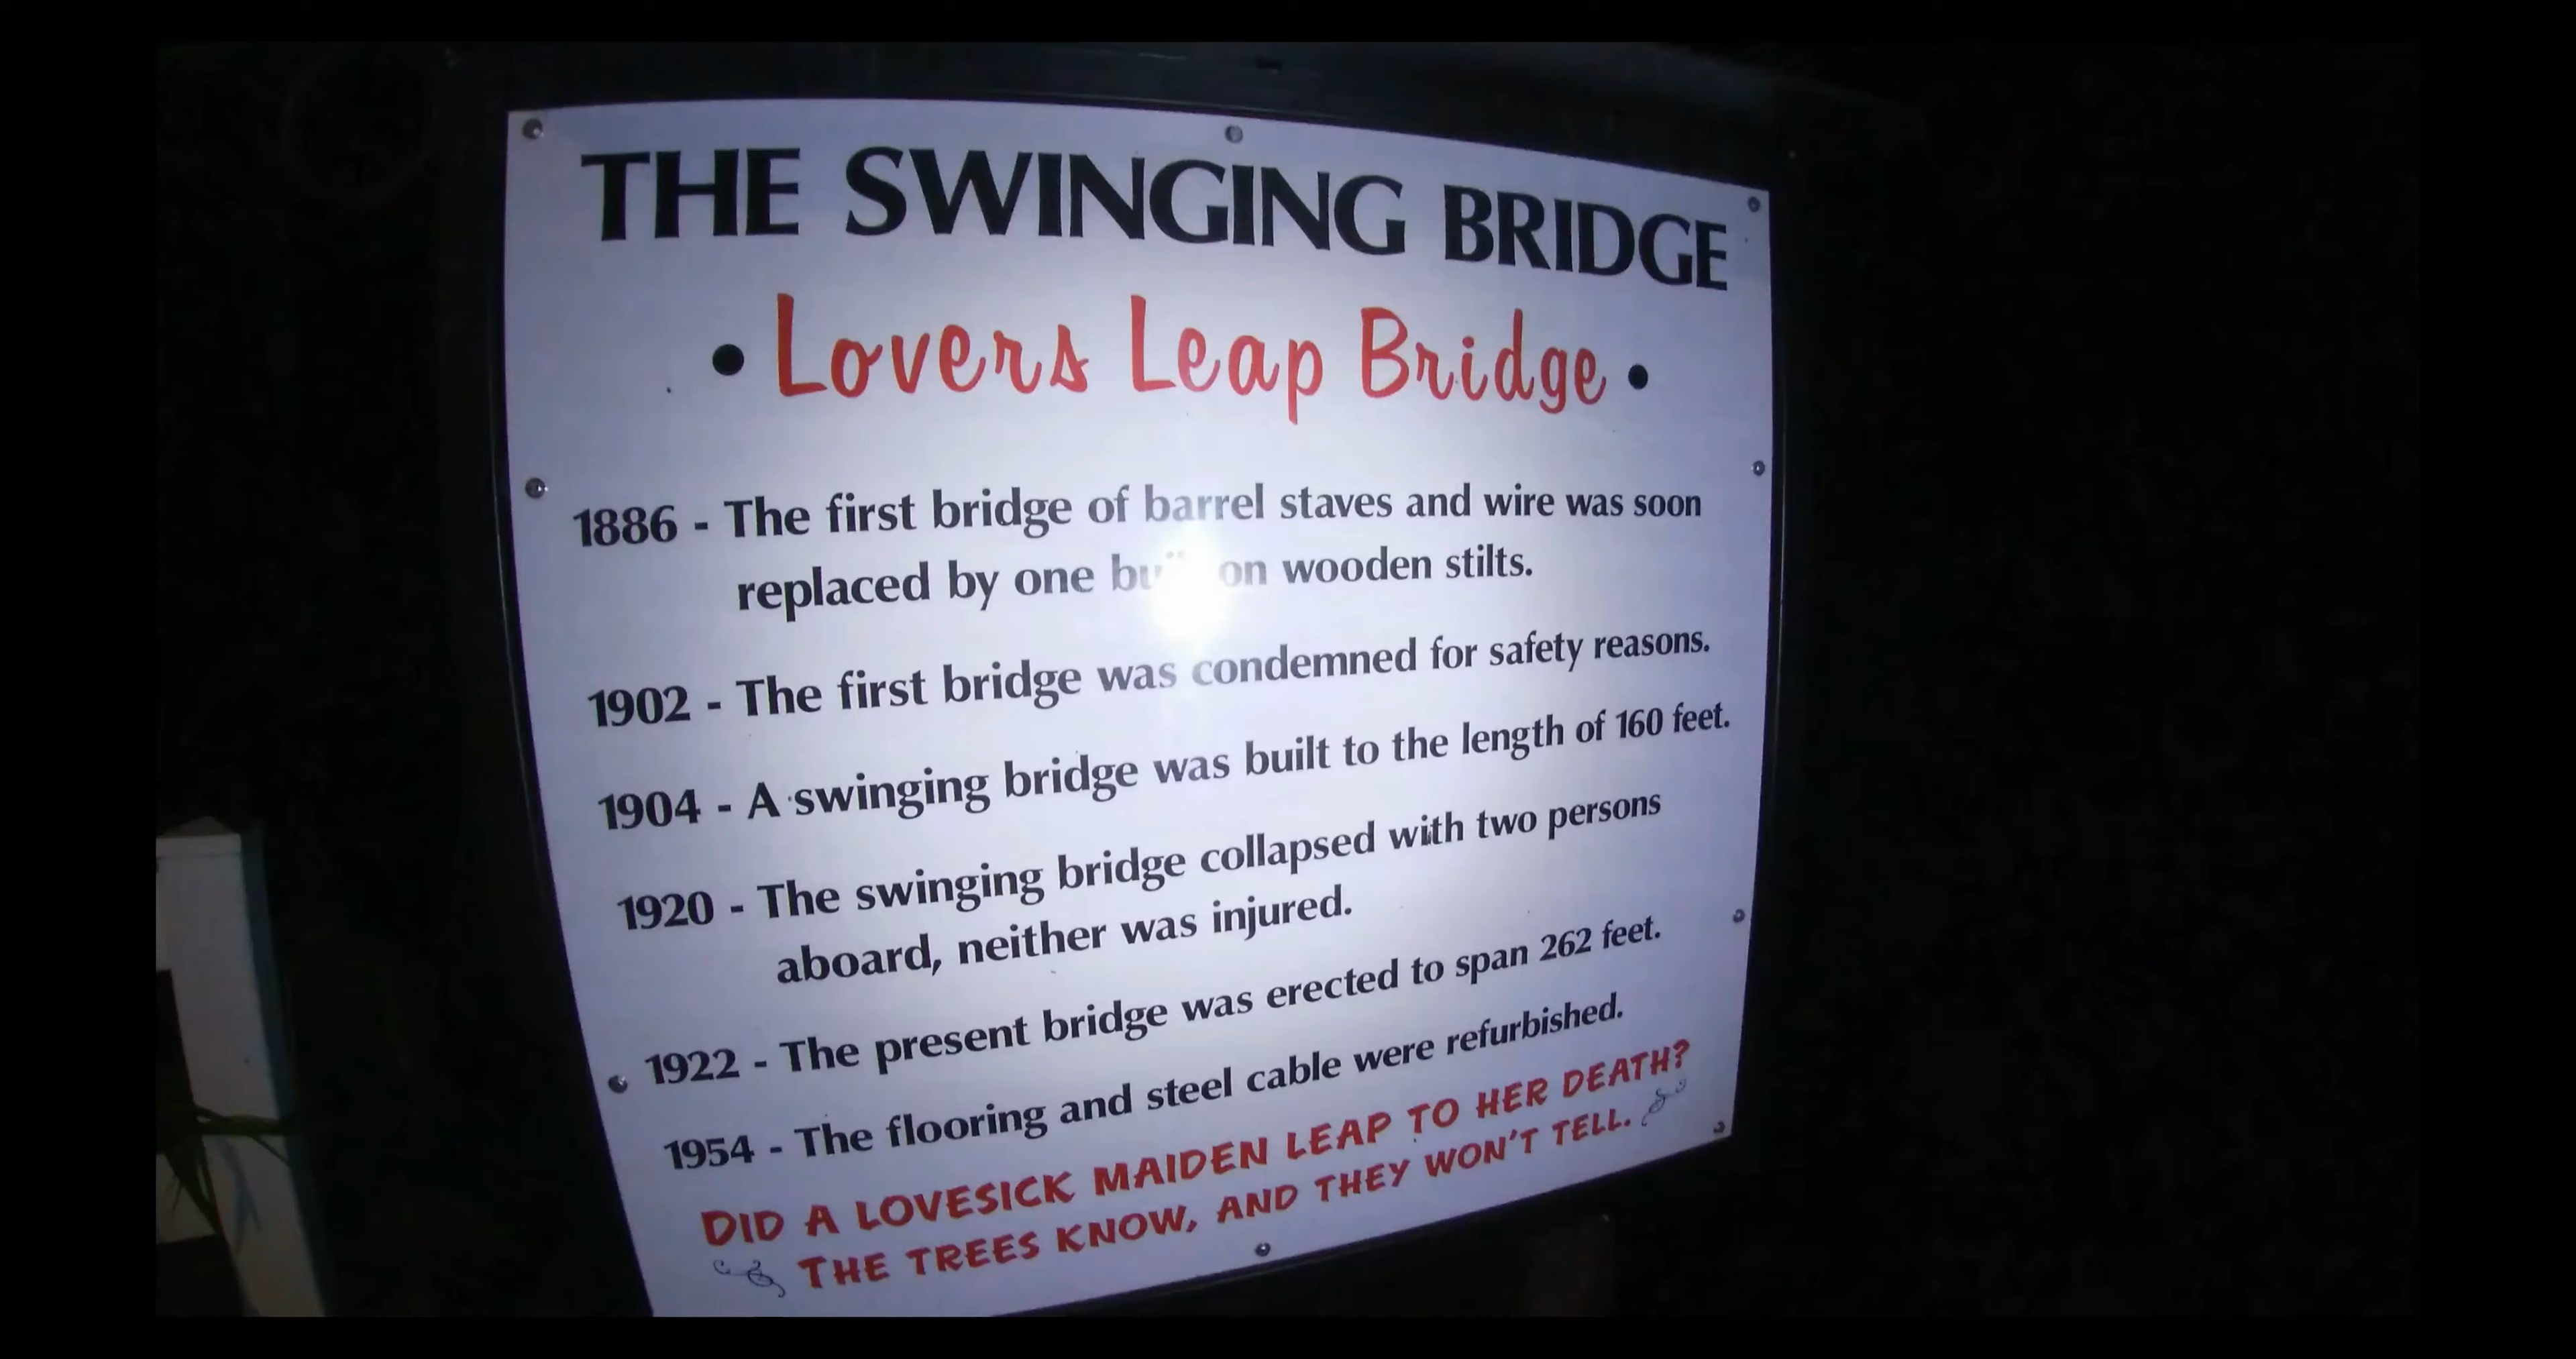 THE SWINGING BRIDGE
• Lovers Leap Bridge •
1886 - The first bridge of barrel staves and wire was soon
replaced by one on wooden stilts.
1902 - The first bridge was condemned for safety reasons.
1904 - A swinging bridge was built to the length of 160 feet.
1920 - The swinging bridge collapsed with two persons
aboard, neither was injured.
1922 - The present bridge was erected to span 262 feet.
1954 - The flooring and steel cable were refurbished.
DID A LOVESICK MAIDEN LEAP TO HER DEATH?
THE TREES KNOW, AND THEY WON'T TELL.